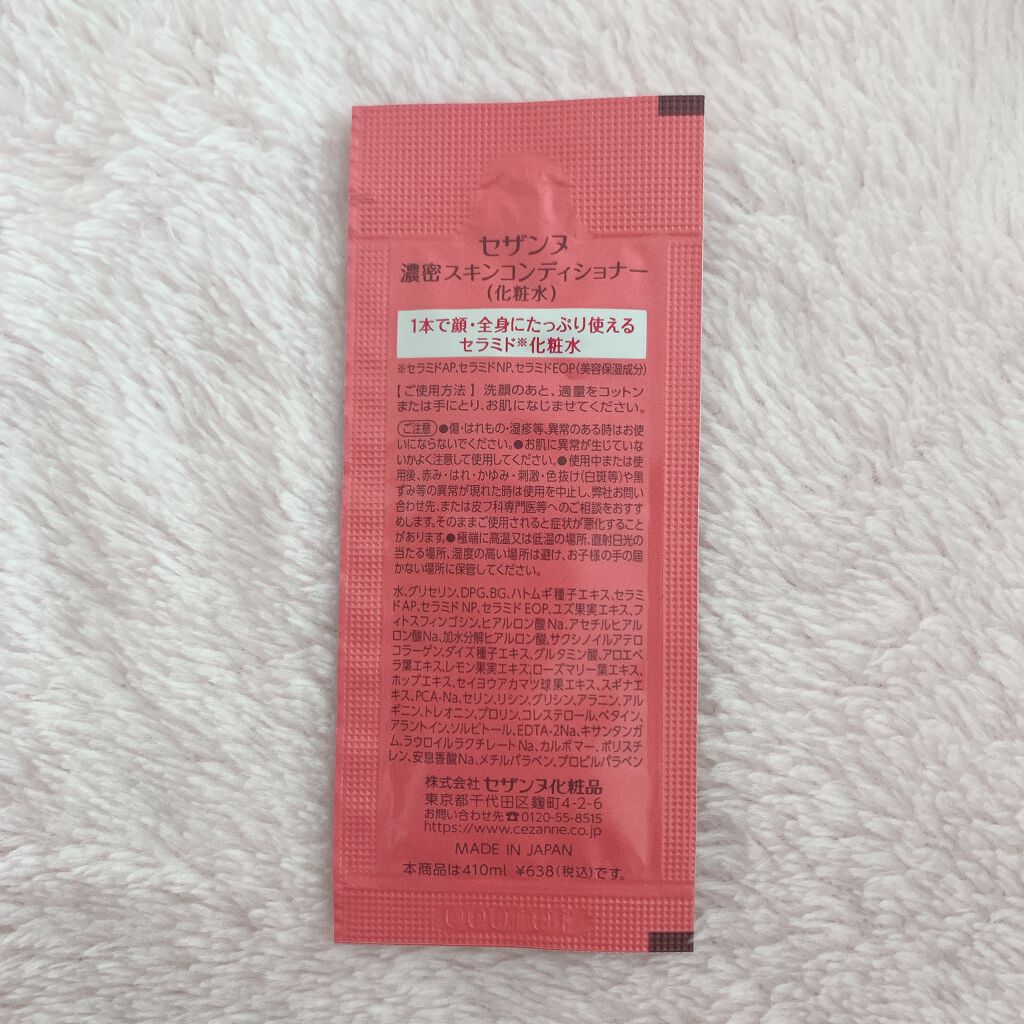 セザンヌ
濃密スキンコンディショナー
(化粧水)
1本で顔・全身にたっぷり使える
セラミド※化粧水
※セラミドAP、セラミドNP、セラミドEOP(美容保湿成分)
【ご使用方法】洗顔のあと、適量をコットン
または手にとり、お肌になじませてください。
ご注意 ●傷・はれもの・湿疹等、異常のある時はお使
いにならないでください。●お肌に異常が生じていな
いかよく注意して使用してください。●使用中または使
用後、赤み・はれ・かゆみ・刺激・色抜け(白斑等)や黒
ずみ等の異常が現れた時は使用を中止し、弊社お問い
合わせ先、または皮フ科専門医等へのご相談をおすす
めします。そのままご使用されると症状が悪化すること
があります。●極端に高温又は低温の場所、直射日光の
当たる場所、湿度の高い場所は避け、お子様の手の届
かない場所に保管してください。
水、グリセリン、DPG、BG、ハトムギ種子エキス、セラミ
ドAP、セラミドNP、セラミドEOP、ユズ果実エキス、フ
ィトスフィンゴシン、ヒアルロン酸Na、アセチルヒアル
ロン酸Na、加水分解ヒアルロン酸、サクシノイルアテロ
コラーゲン、ダイズ種子エキス、グルタミン酸、アロエベ
ラ葉エキス、レモン果実エキス、ローズマリー葉エキス、
ホップエキス、セイヨウアカマツ球果エキス、スギナエ
キス、PCA-Na、セリン、リシン、グリシン、アラニン、アル
ギニン、トレオニン、プロリン、コレステロール、ベタイン、
アラントイン、ソルビトール、EDTA-2Na、キサンタンガ
ム、ラウロイルラクチレートNa、カルボマー、ポリスチ
レン、安息香酸Na、メチルパラベン、プロピルパラベン
株式会社 セザンヌ化粧品
東京都千代田区麹町4-2-6
お問い合わせ先☎0120-55-8515
https://www.cezanne.co.jp
MADE IN JAPAN
本商品は410ml ¥638(税込)です。